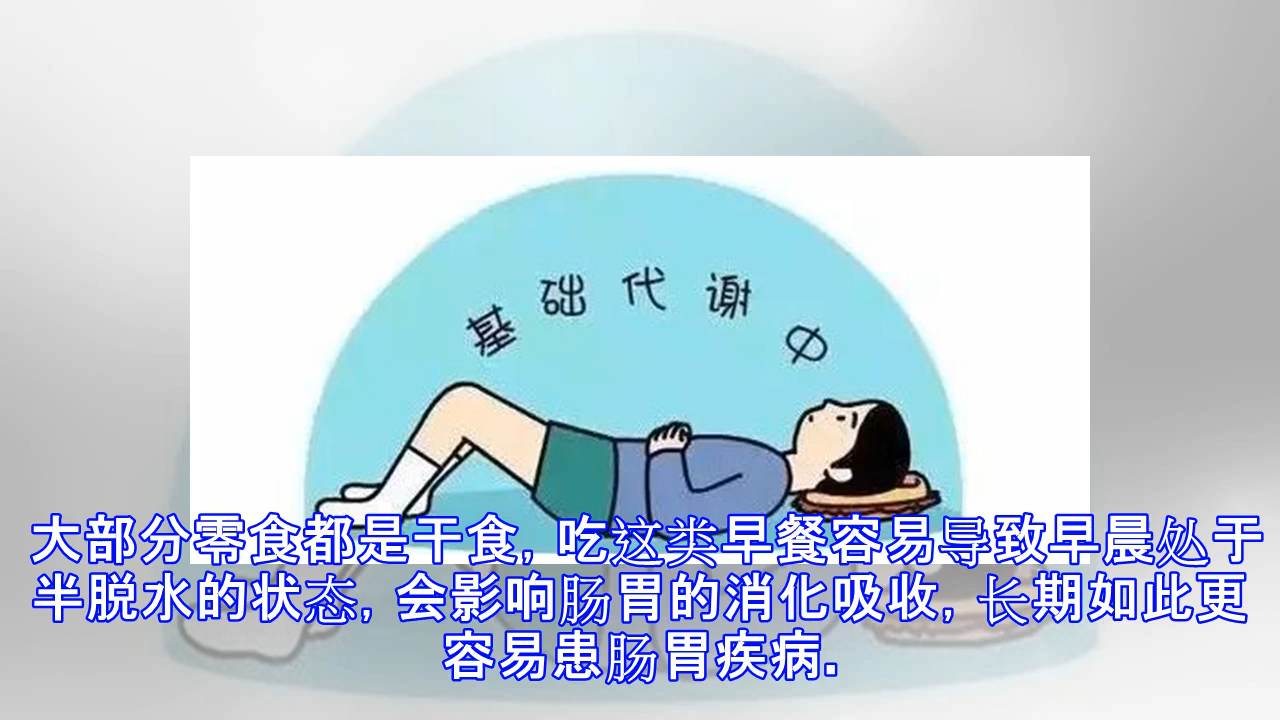 基础代谢中
大部分零食都是干食, 吃这类早餐容易导致早晨处于
半脱水的状态, 会影响肠胃的消化吸收, 长期如此更
容易患肠胃疾病.